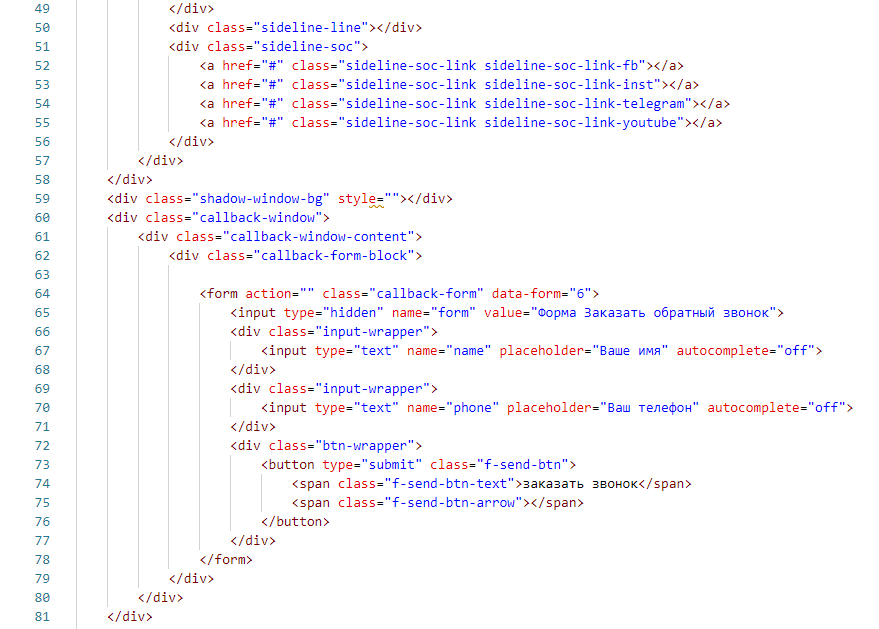 49 </div>
50 <div class="sideline-line"></div>
51 <div class="sideline-soc">
52 <a href="#" class="sideline-soc-link sideline-soc-link-fb"></a>
53 <a href="#" class="sideline-soc-link sideline-soc-link-inst"></a>
54 <a href="#" class="sideline-soc-link sideline-soc-link-telegram"></a>
55 <a href="#" class="sideline-soc-link sideline-soc-link-youtube"></a>
56 </div>
57 </div>
58 </div>
59 <div class="shadow-window-bg" style=""></div>
60 <div class="callback-window">
61 <div class="callback-window-content">
62 <div class="callback-form-block">
63
64 <form action="" class="callback-form" data-form="6">
65 <input type="hidden" name="form" value="Форма Заказать обратный звонок">
66 <div class="input-wrapper">
67 <input type="text" name="name" placeholder="Ваше имя" autocomplete="off">
68 </div>
69 <div class="input-wrapper">
70 <input type="text" name="phone" placeholder="Ваш телефон" autocomplete="off">
71 </div>
72 <div class="btn-wrapper">
73 <button type="submit" class="f-send-btn">
74 <span class="f-send-btn-text">заказать звонок</span>
75 <span class="f-send-btn-arrow"></span>
76 </button>
77 </div>
78 </form>
79 </div>
80 </div>
81 </div>